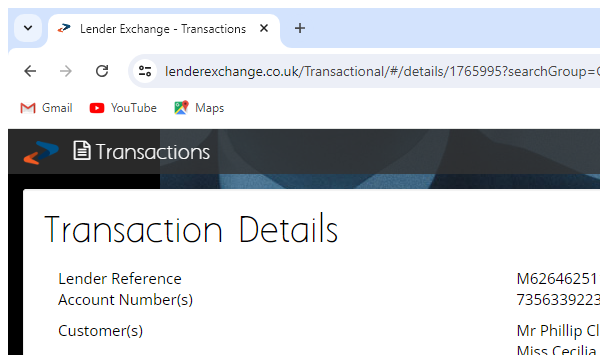 Lender Exchange - Transactions
lenderexchange.co.uk/Transactional/#/details/1765995?searchGroup=
Gmail YouTube Maps
Transactions
Transaction Details
Lender Reference M62646251
Account Number(s) 7356339223
Customer(s) Mr Phillip
Miss Cecilia